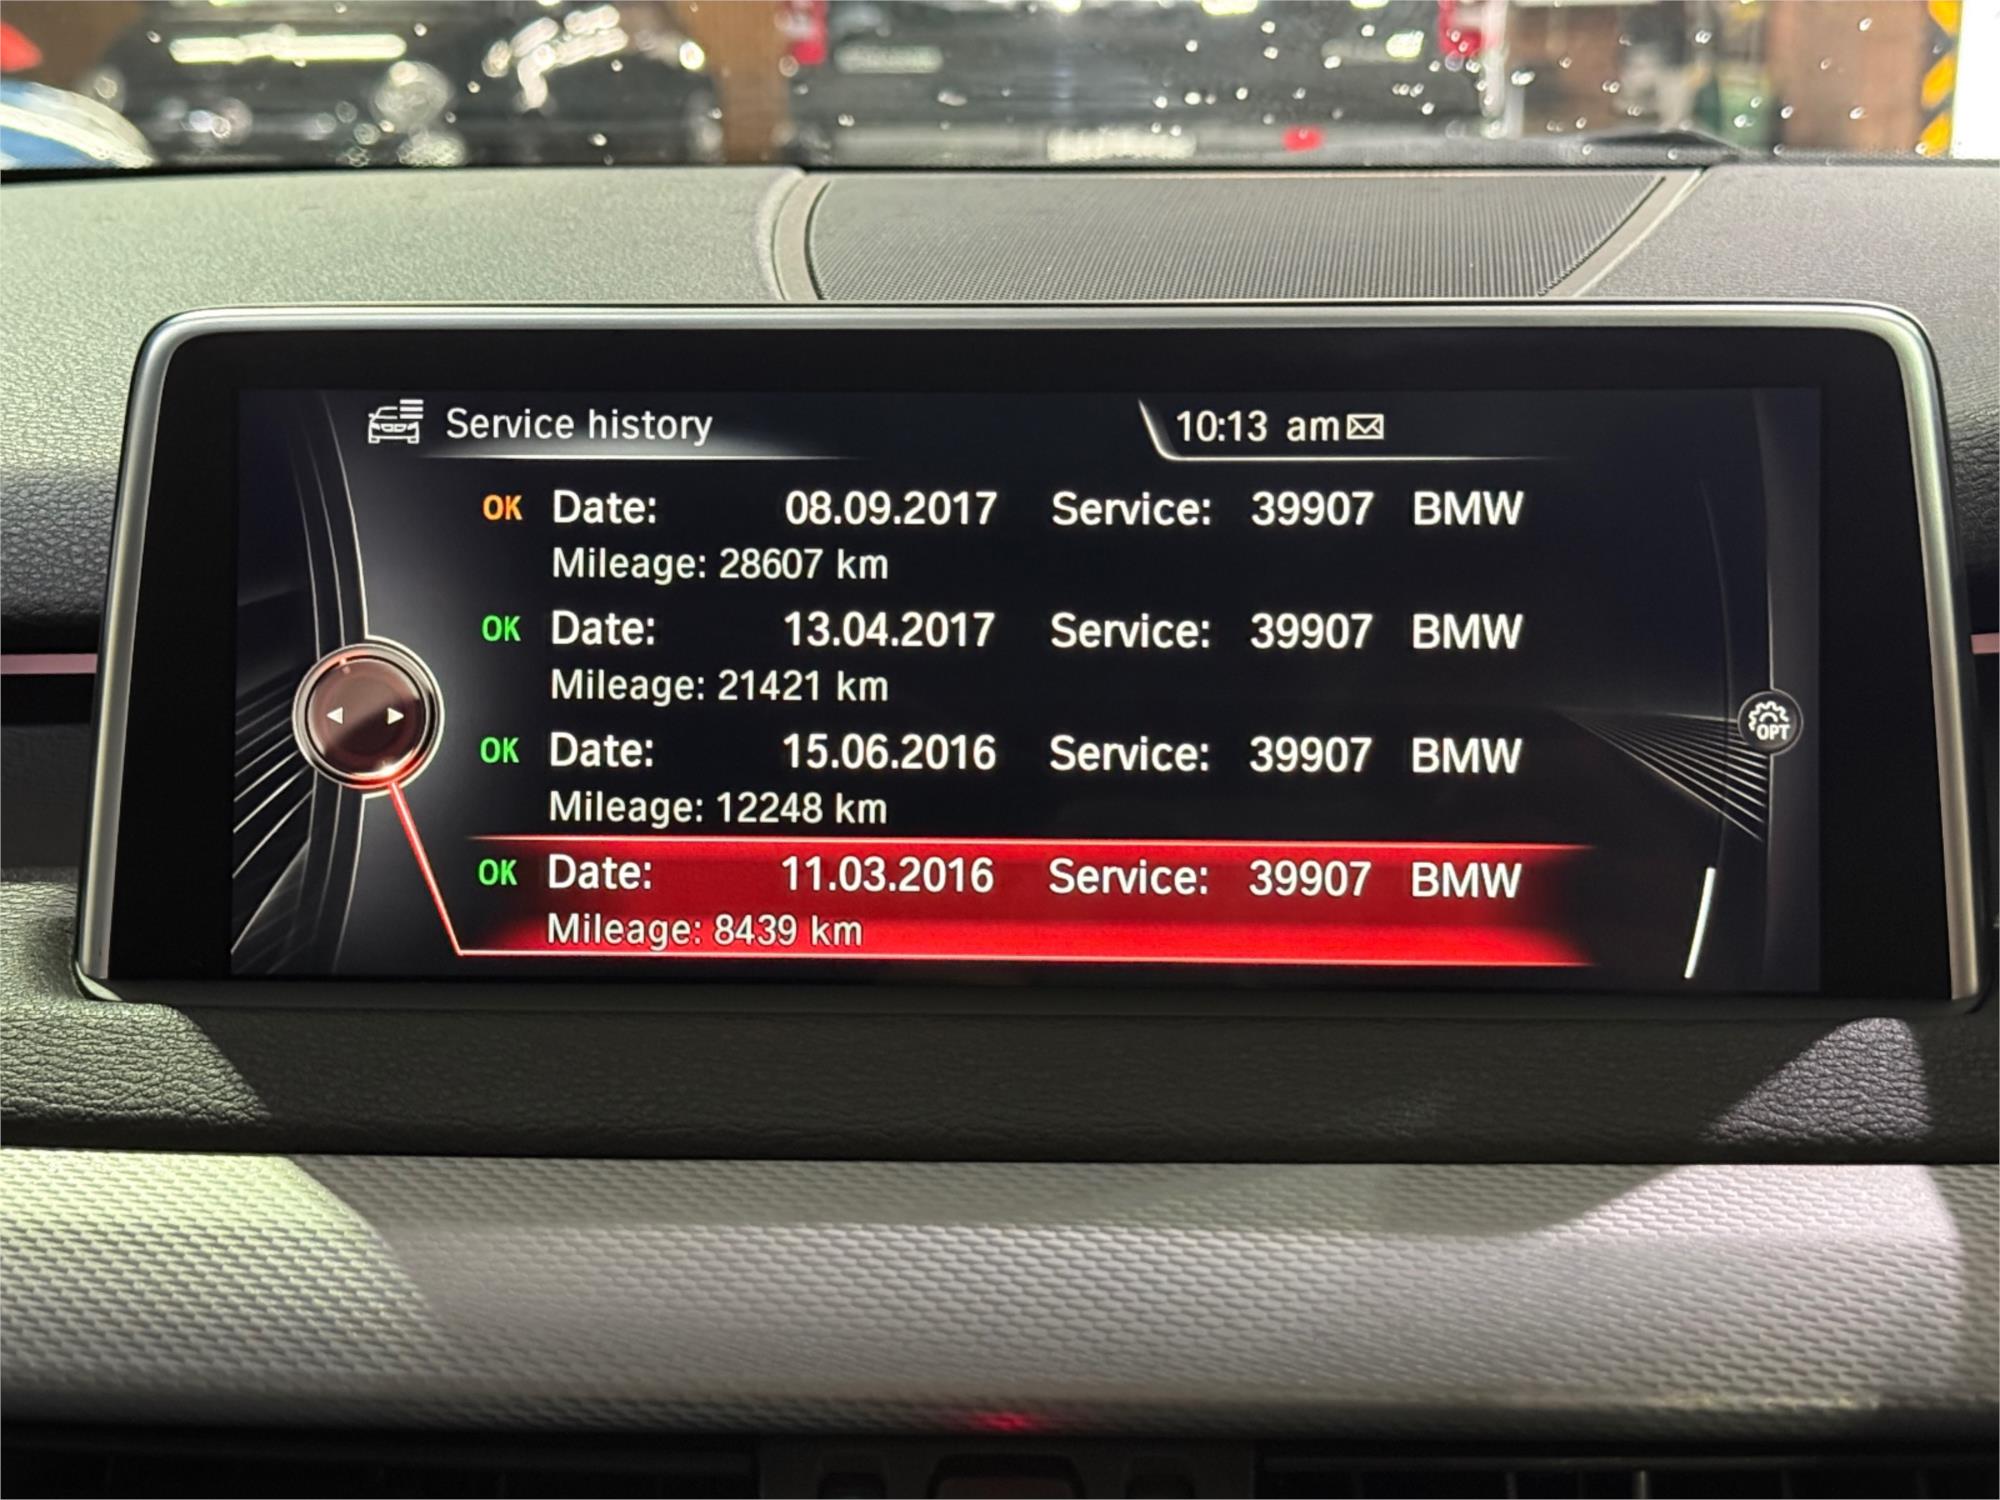 Service history 10:13 am
OK Date: 08.09.2017 Service: 39907 BMW
Mileage: 28607 km
OK Date: 13.04.2017 Service: 39907 BMW
Mileage: 21421 km
OK Date: 15.06.2016 Service: 39907 BMW
Mileage: 12248 km
OPT
OK Date: 11.03.2016 Service: 39907 BMW
Mileage: 8439 km